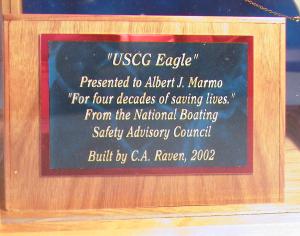 "USCG Eagle"
Presented to Albert J. Marmo
"For four decades of saving lives."
From the National Boating
Safety Advisory Council
Built by C.A. Raven, 2002